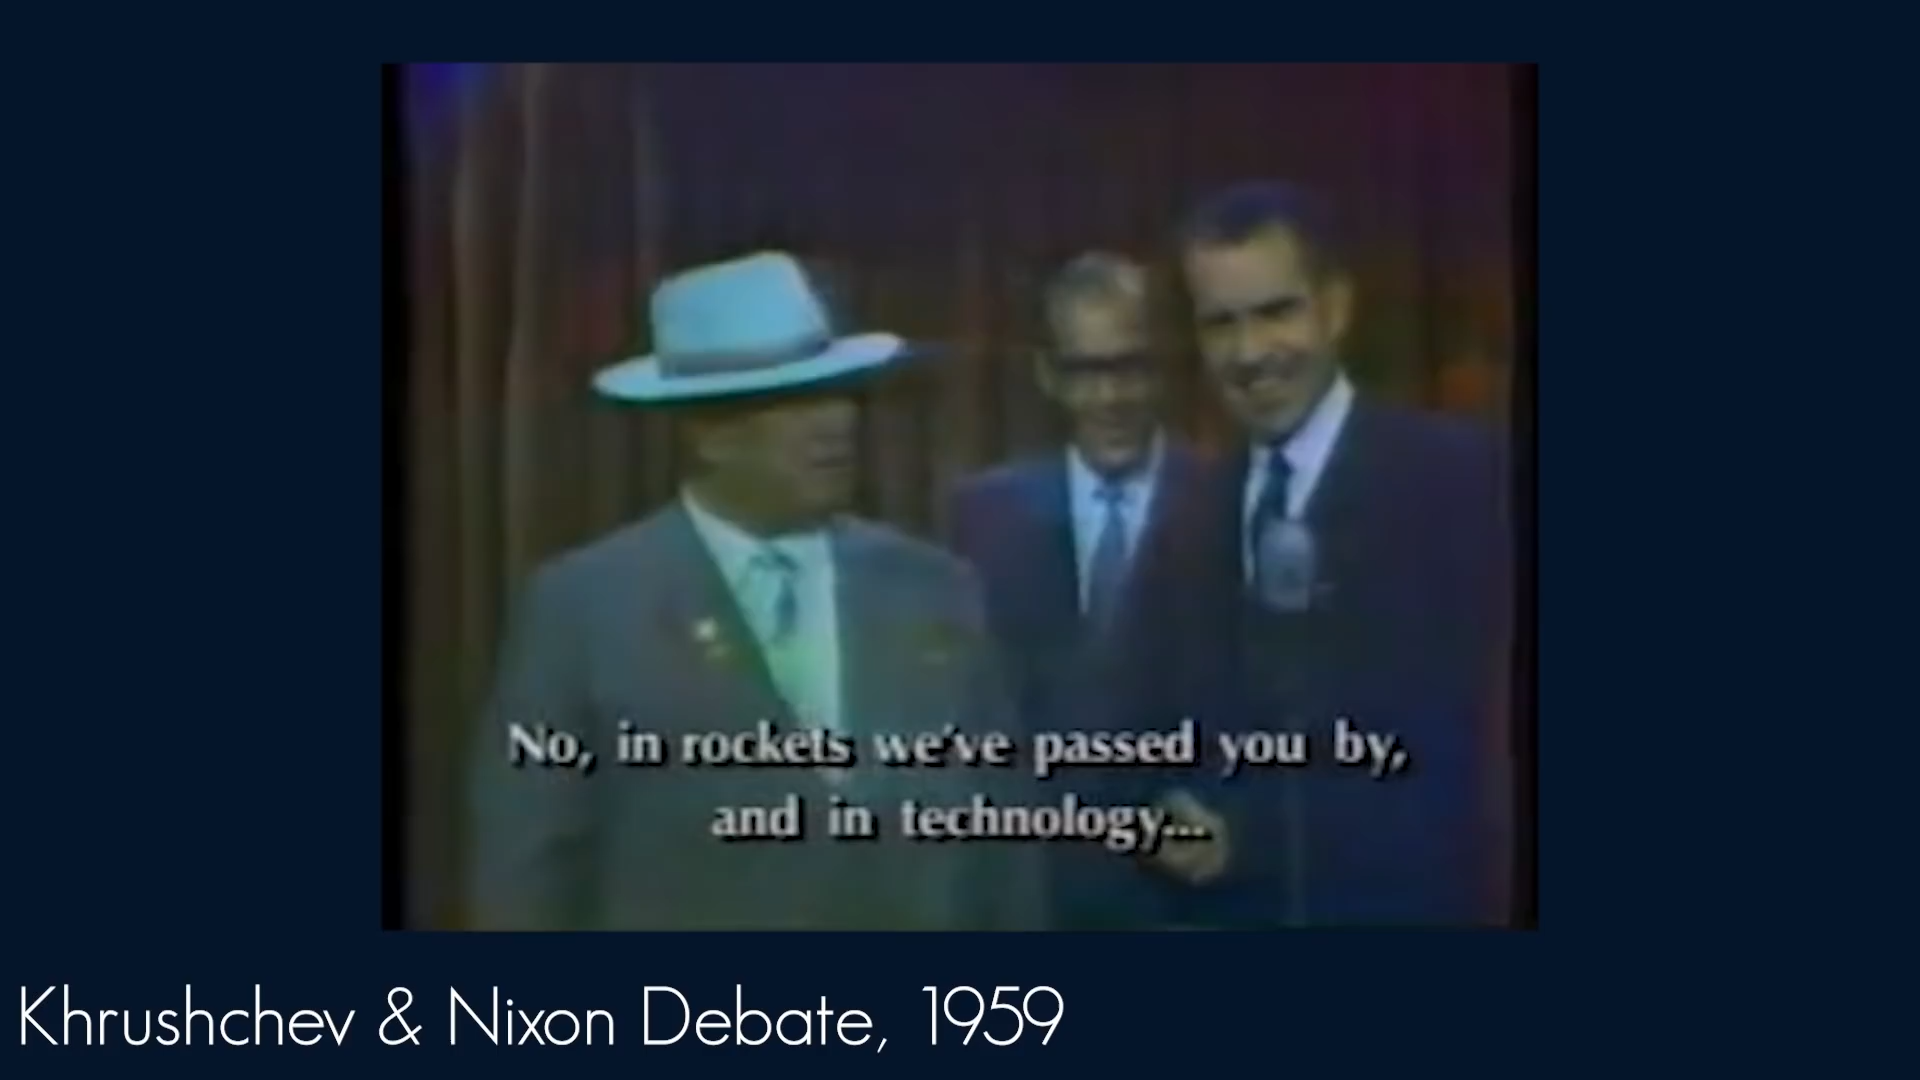 No, in rockets we've passed you by,
and in technology...
Khrushchev & Nixon Debate, 1959